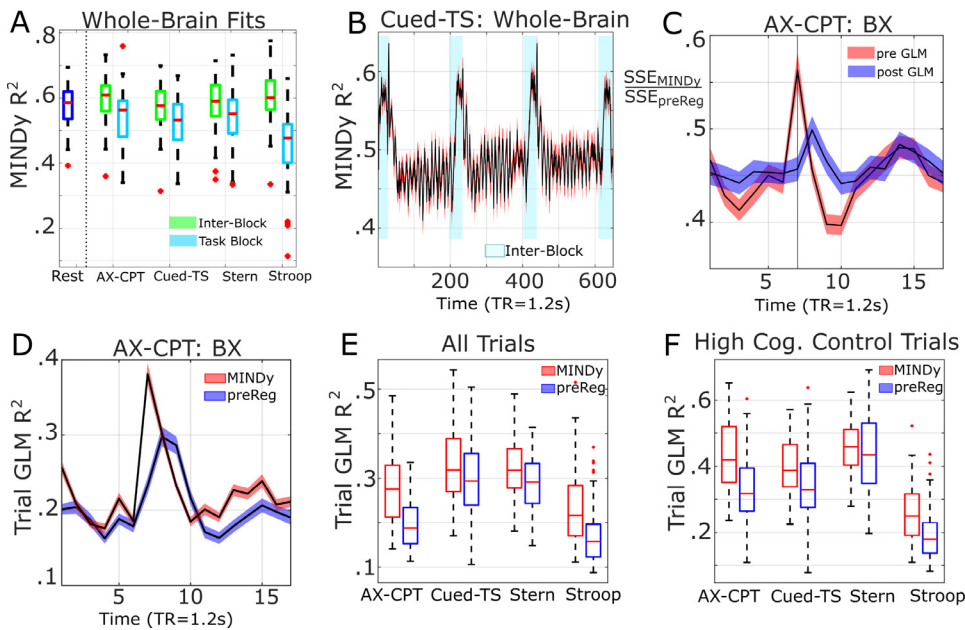 A
Whole-Brain Fits
MINDy R²
.8
.6
.4
.2
Inter-Block
Task Block
Rest
AX-CPT
Cued-TS
Stern
Stroop
B
Cued-TS: Whole-Brain
MINDy R²
.6
.5
.4
Inter-Block
200
400
600
Time (TR=1.2s)
C
AX-CPT: BX
SSE_MINDy
SSE_preReg
.6
.5
.4
pre GLM
post GLM
5
10
15
Time (TR=1.2s)
D
AX-CPT: BX
Trial GLM R²
.4
.3
.2
.1
MINDy
preReg
5
10
15
Time (TR=1.2s)
E
All Trials
Trial GLM R²
.5
.3
.1
MINDy
preReg
AX-CPT
Cued-TS
Stern
Stroop
F
High Cog. Control Trials
Trial GLM R²
.6
.4
.2
MINDy
preReg
AX-CPT
Cued-TS
Stern
Stroop